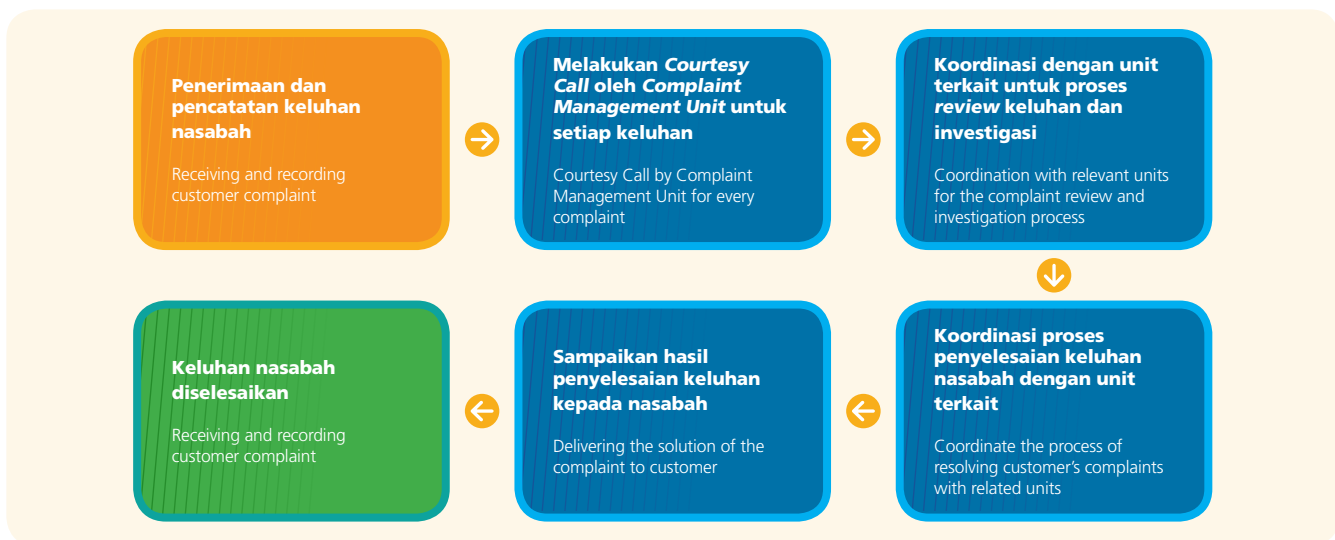 Penerimaan dan
pencatatan keluhan
nasabah
Receiving and recording
customer complaint
Melakukan Courtesy
Call oleh Complaint
Management Unit untuk
setiap keluhan
Courtesy Call by Complaint
Management Unit for every
complaint
Koordinasi dengan unit
terkait untuk proses
review keluhan dan
investigasi
Coordination with relevant units
for the complaint review and
investigation process
Koordinasi proses
penyelesaian keluhan
nasabah dengan unit
terkait
Coordinate the process of
resolving customer’s complaints
with related units
Sampaikan hasil
penyelesaian keluhan
kepada nasabah
Delivering the solution of the
complaint to customer
Keluhan nasabah
diselesaikan
Receiving and recording
customer complaint